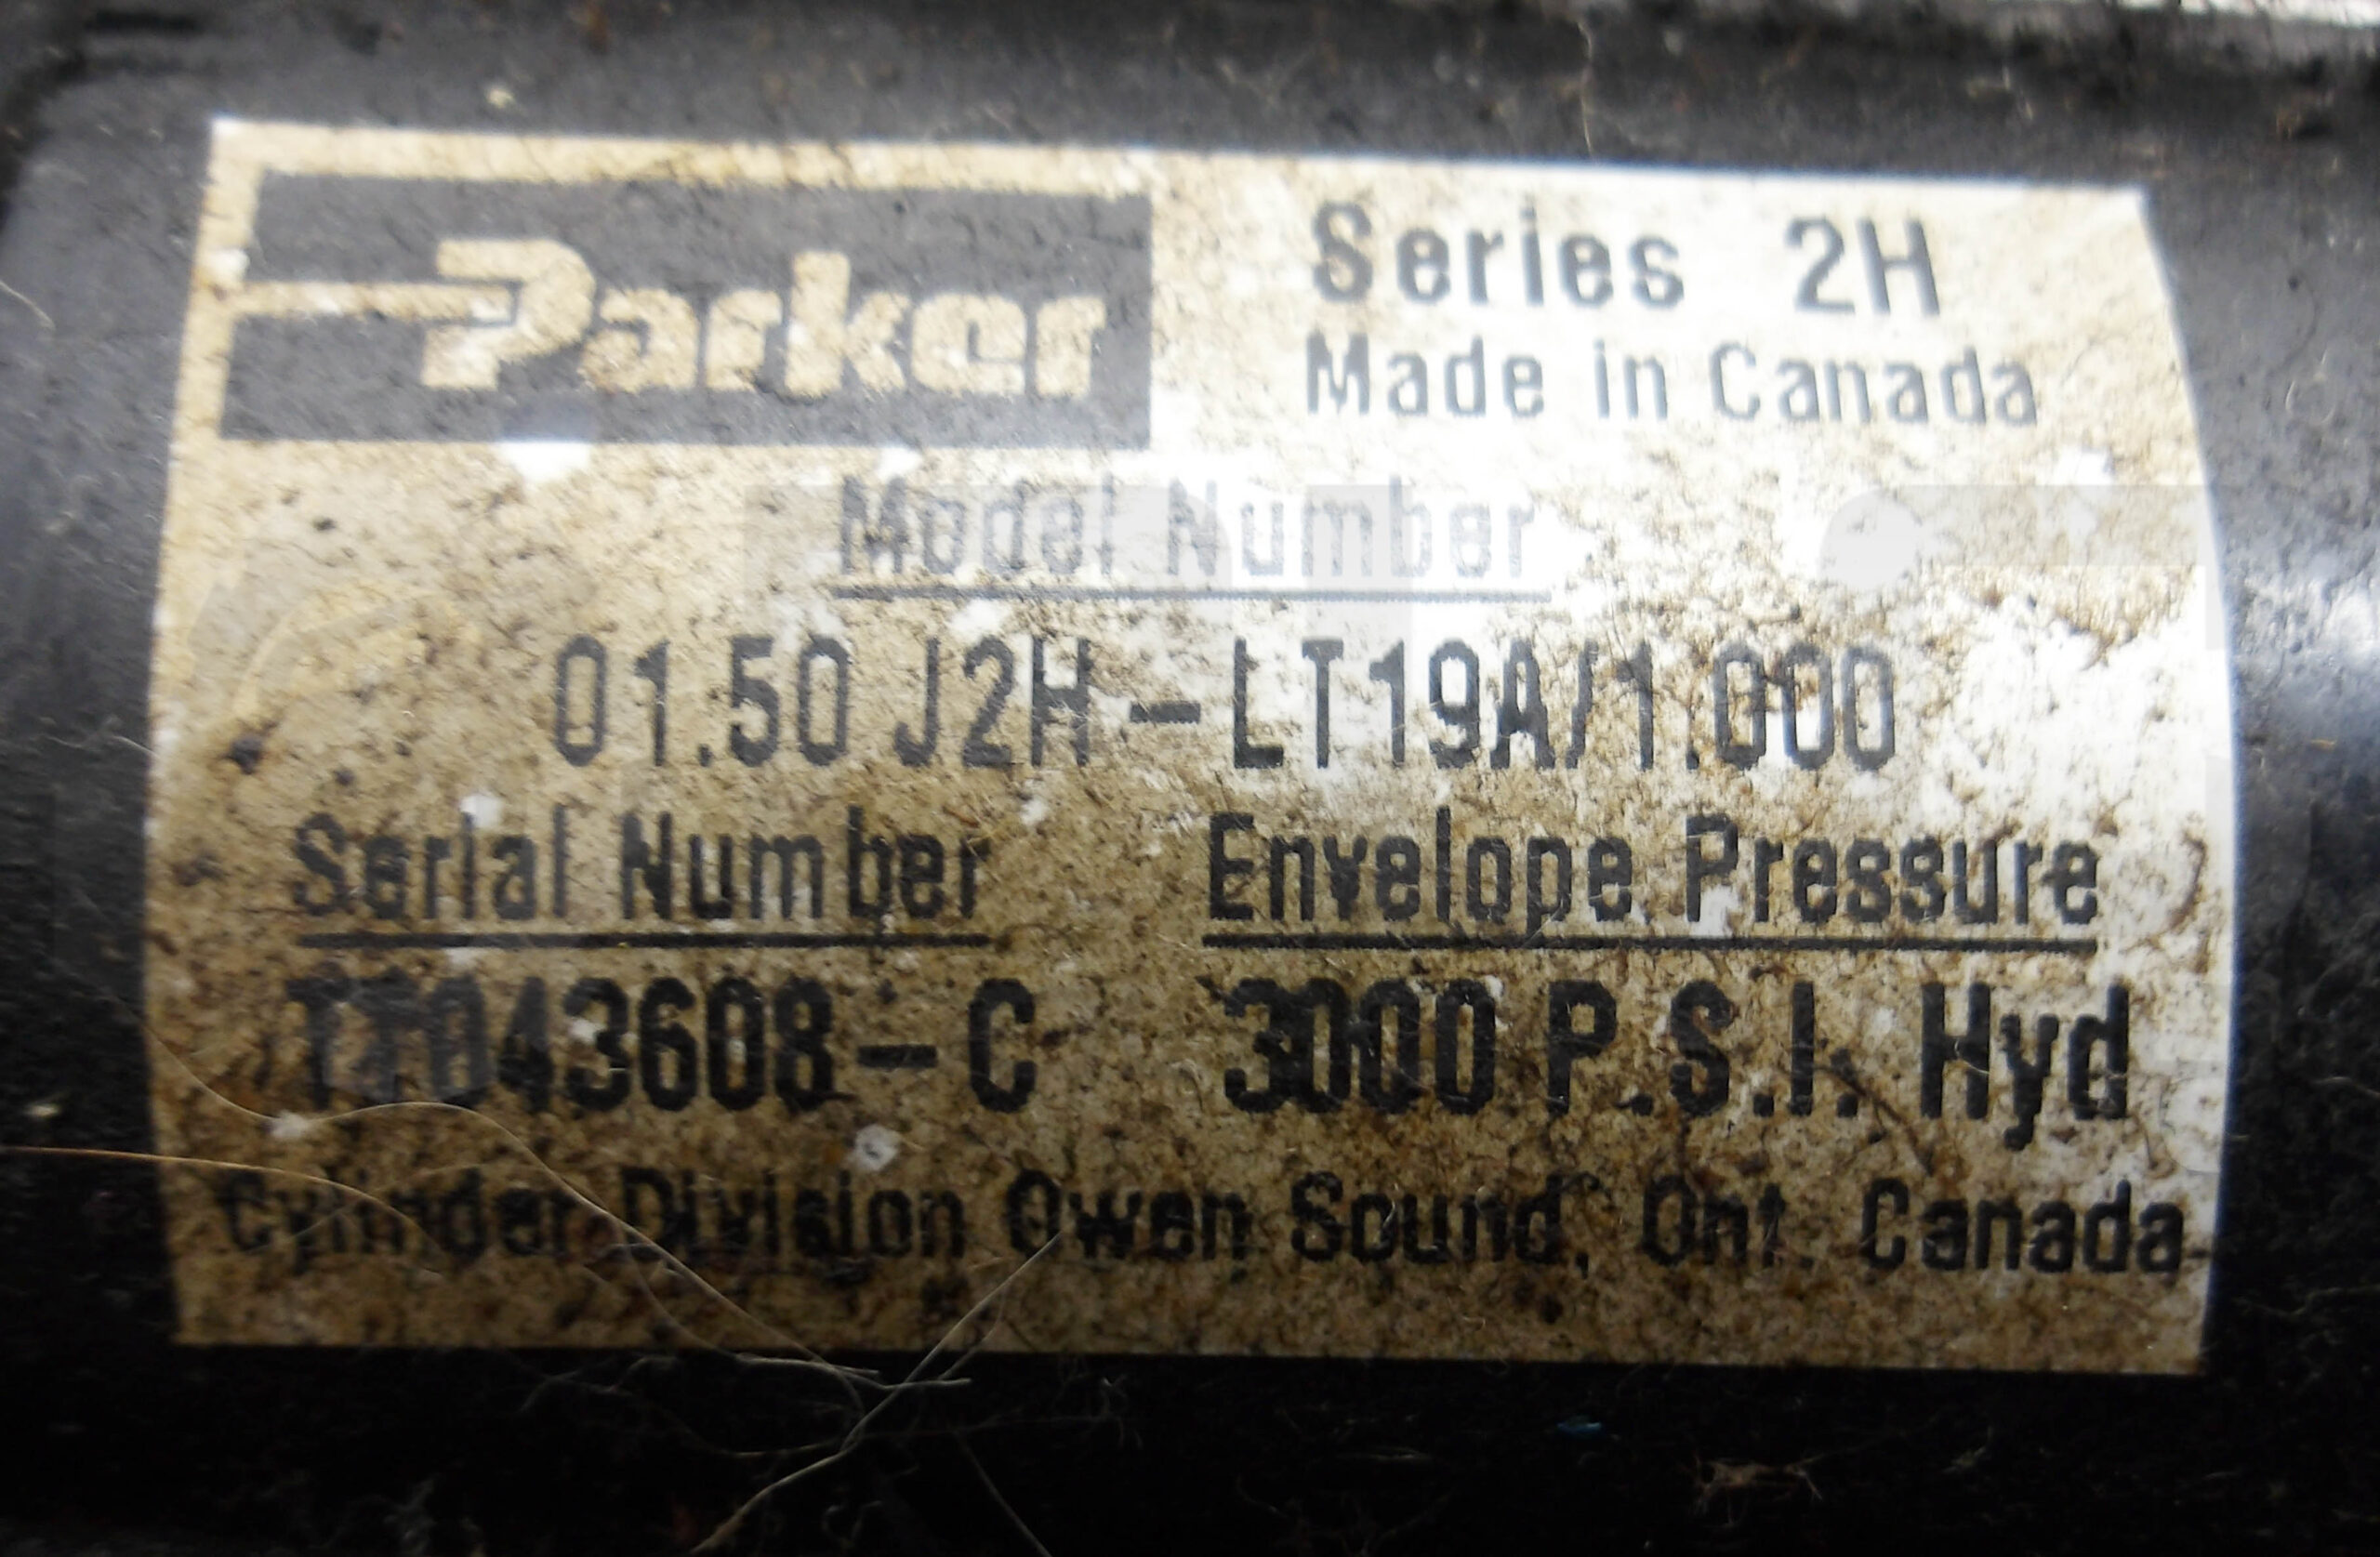 Parker
Series 2H
Made in Canada
Model Number
01.50 J2H-LT19A/1.000
Serial Number Envelope Pressure
TT043608-C 3000 P.S.I. Hyd
Cylinder Division Owen Sound, Ont. Canada